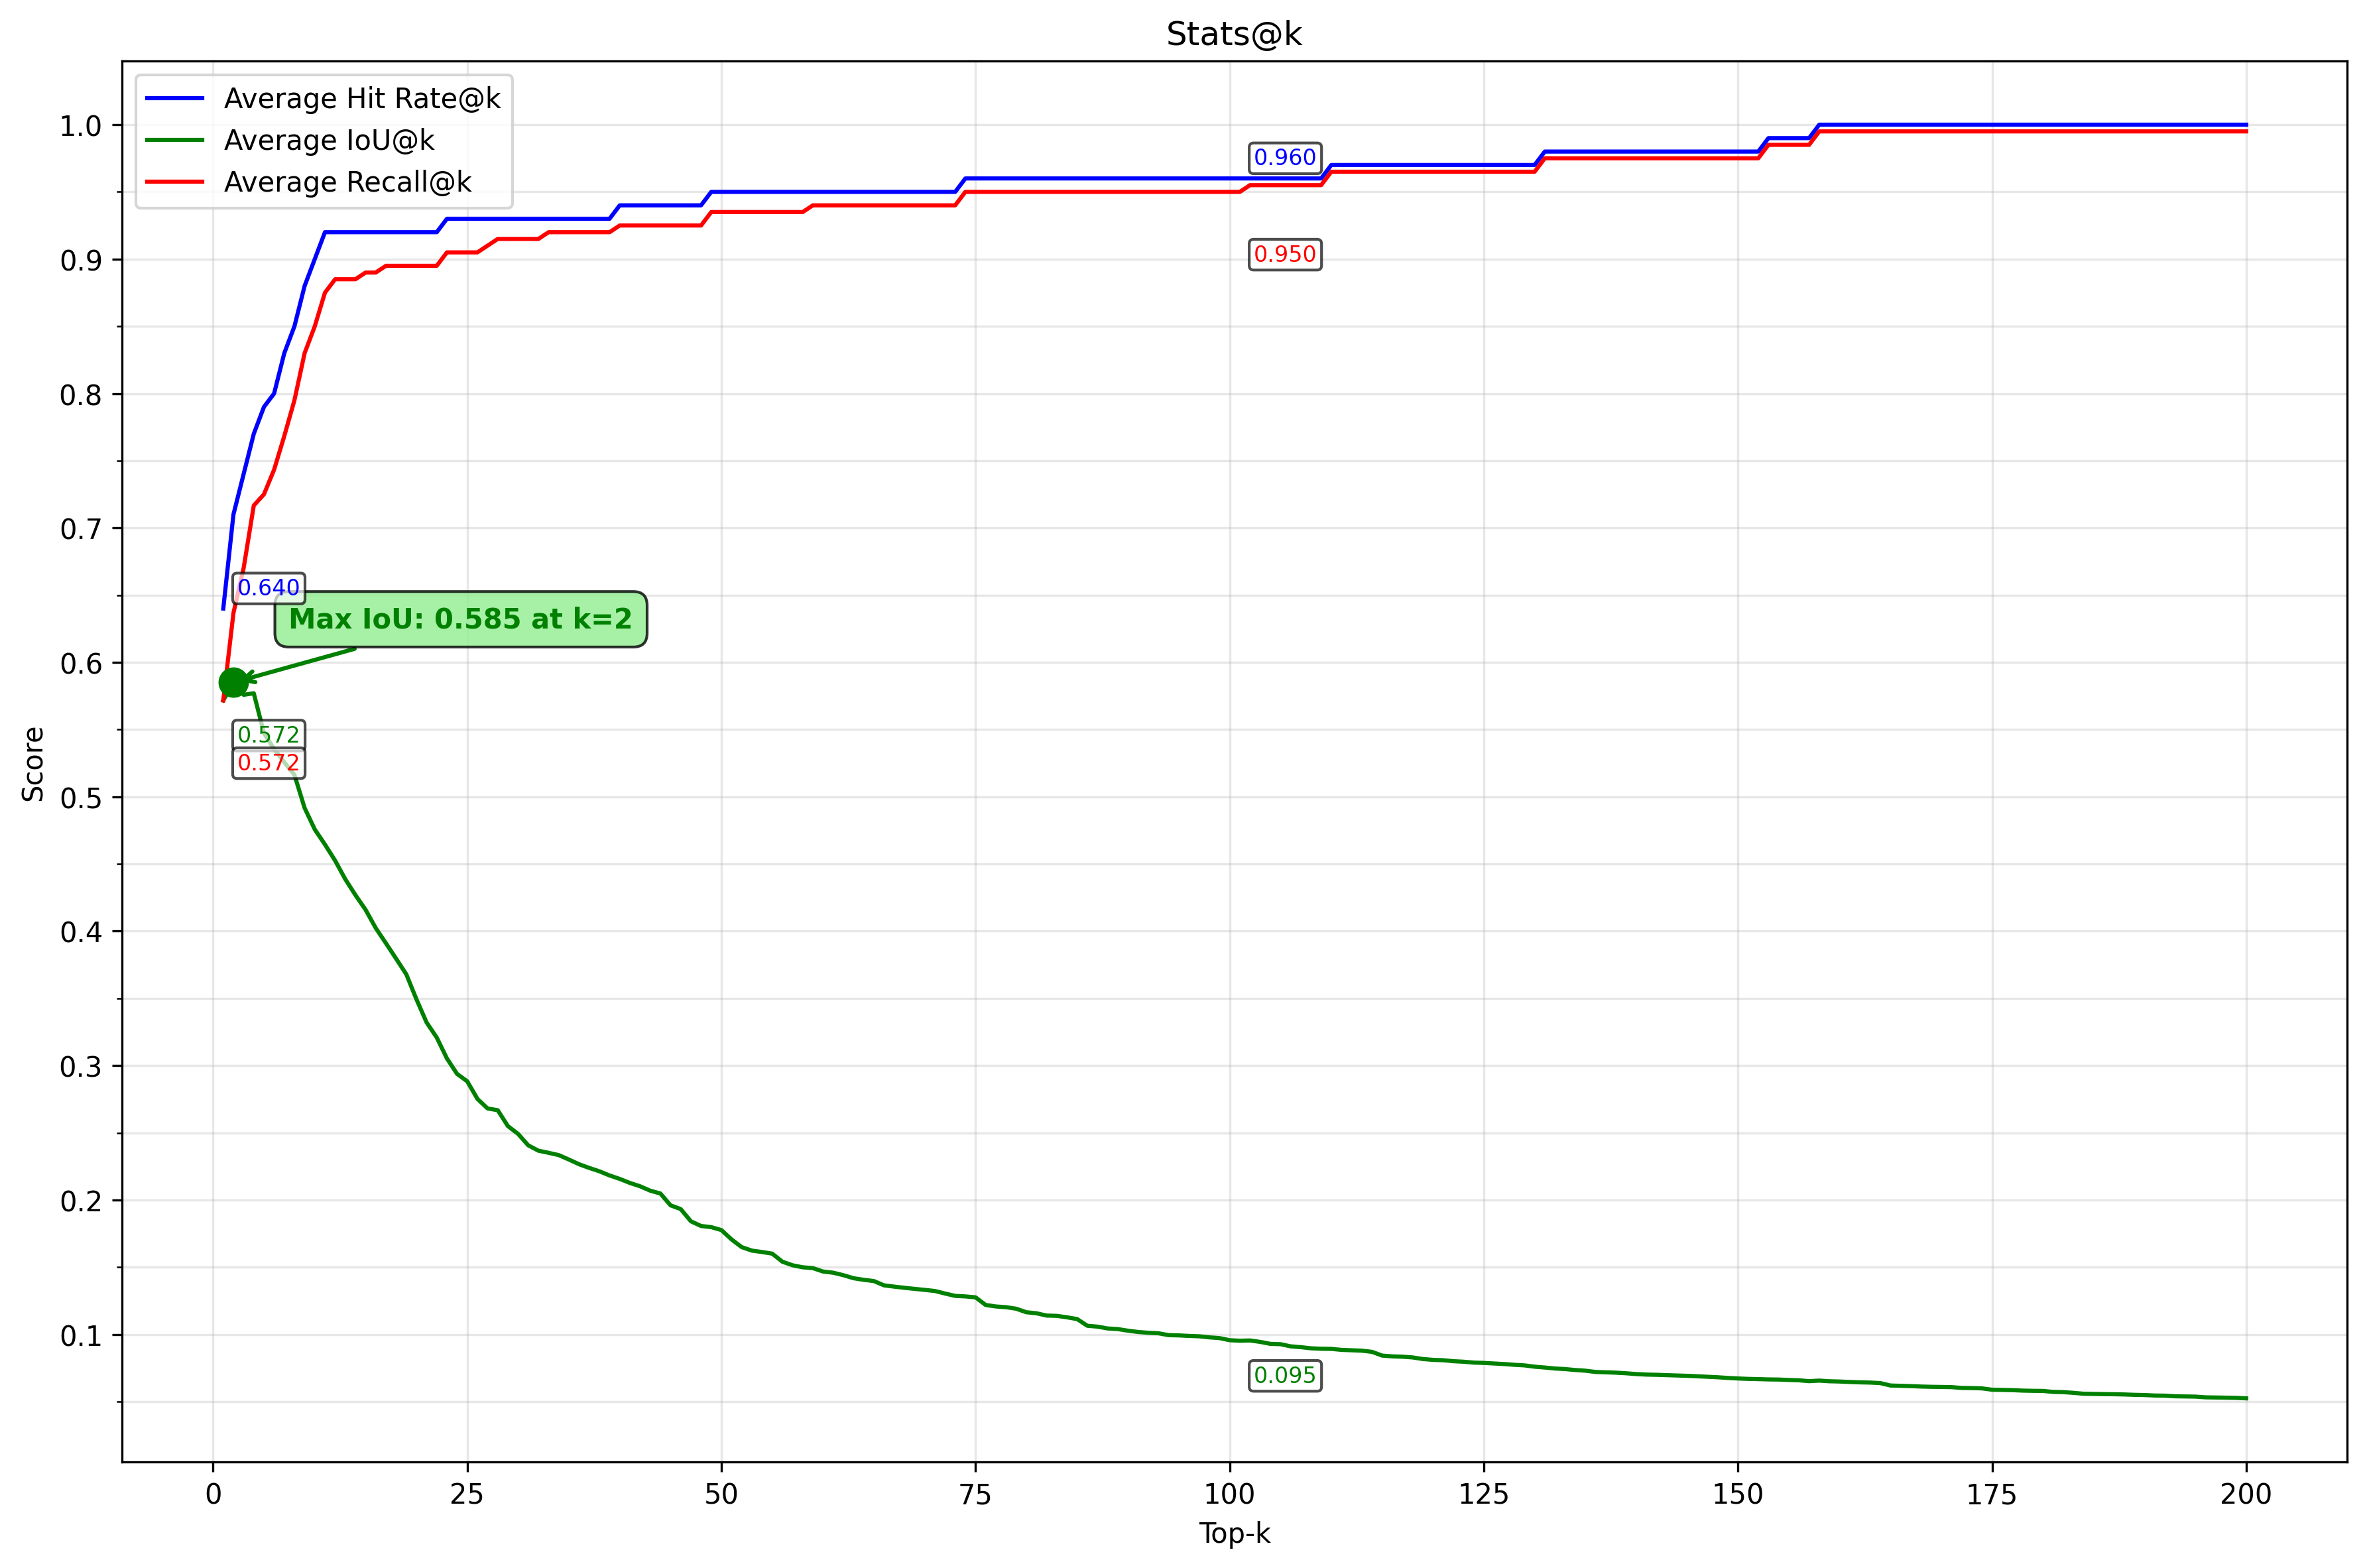 Stats@k
Average Hit Rate@k
Average IoU@k
Average Recall@k
1.0
0.9
0.8
0.7
0.6
0.5
0.4
0.3
0.2
0.1
Score
0.960
0.950
0.640
Max IoU: 0.585 at k=2
0.572
0.572
0.095
0 25 50 75 100 125 150 175 200
Top-k